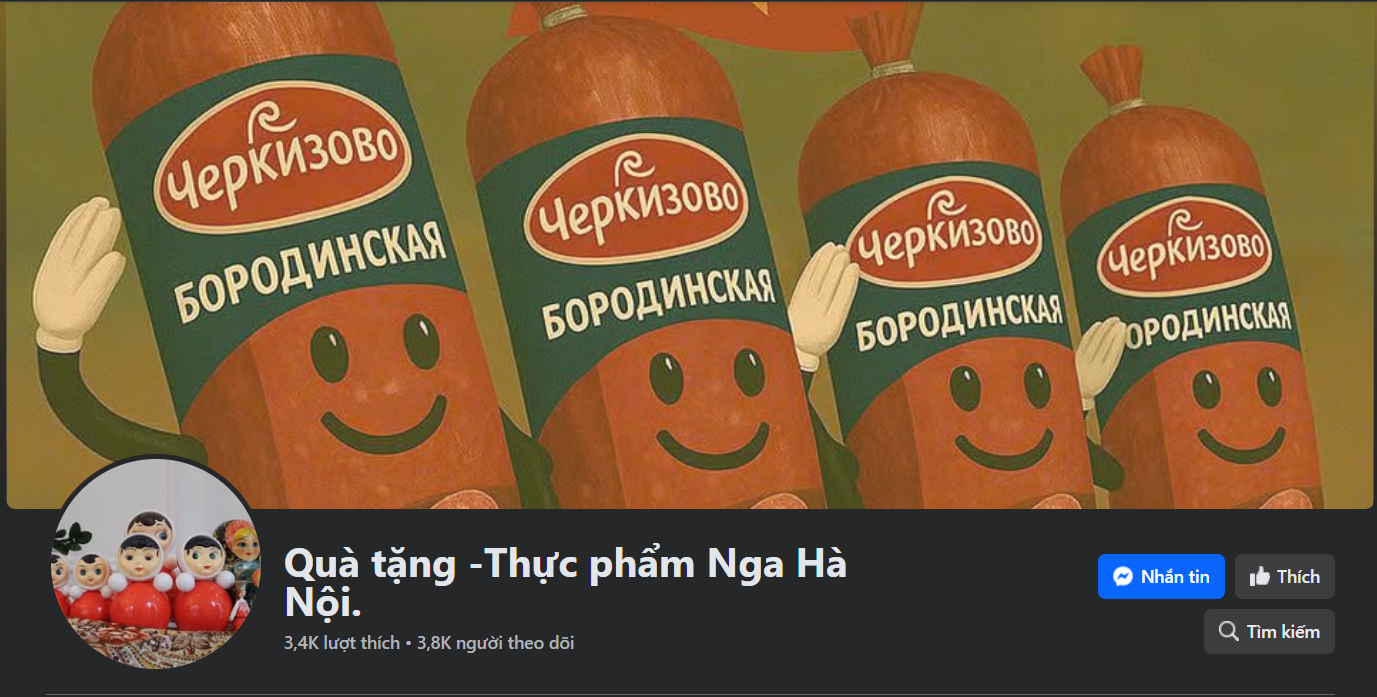 Черкизово
БОРОДИНСКАЯ
Черкизово
БОРОДИНСКАЯ
Черкизово
БОРОДИНСКАЯ
Черкизово
ОРОДИНСКАЯ
Quà tặng -Thực phẩm Nga Hà
Nội.
3,4K lượt thích • 3,8K người theo dõi
Nhắn tin
Thích
Tìm kiếm